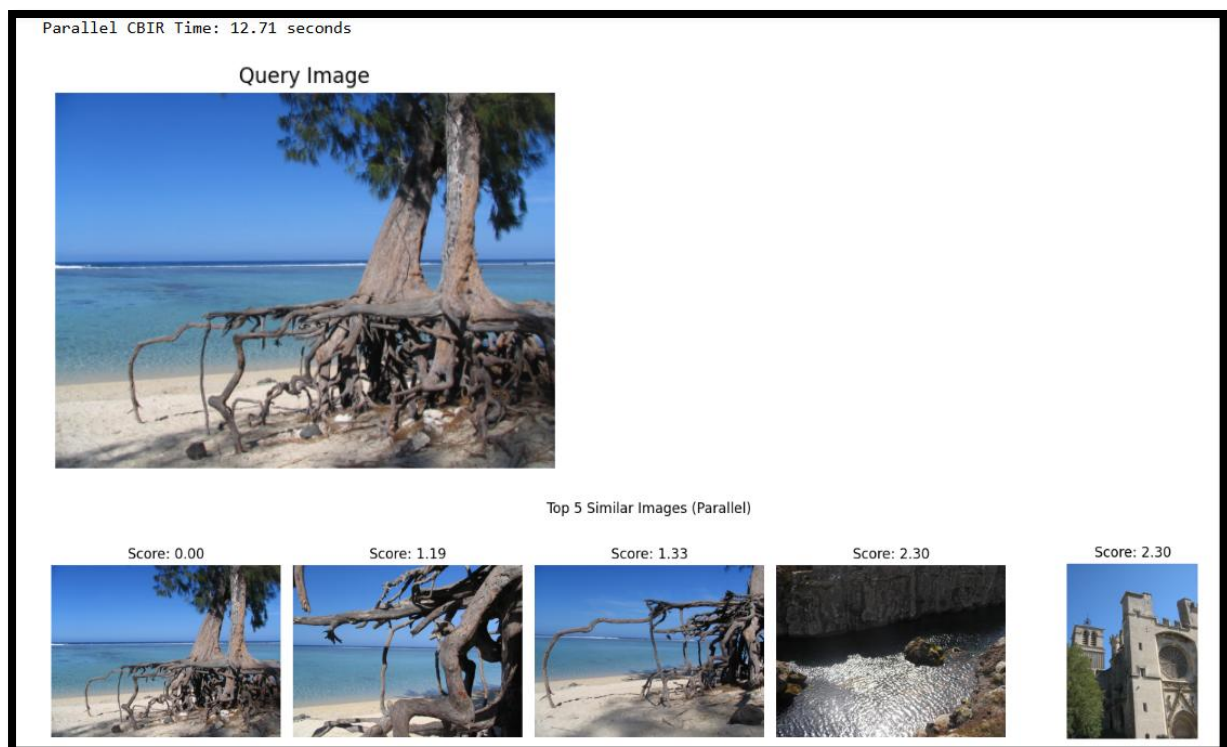 Parallel CBIR Time: 12.71 seconds
Query Image
Top 5 Similar Images (Parallel)
Score: 0.00
Score: 1.19
Score: 1.33
Score: 2.30
Score: 2.30